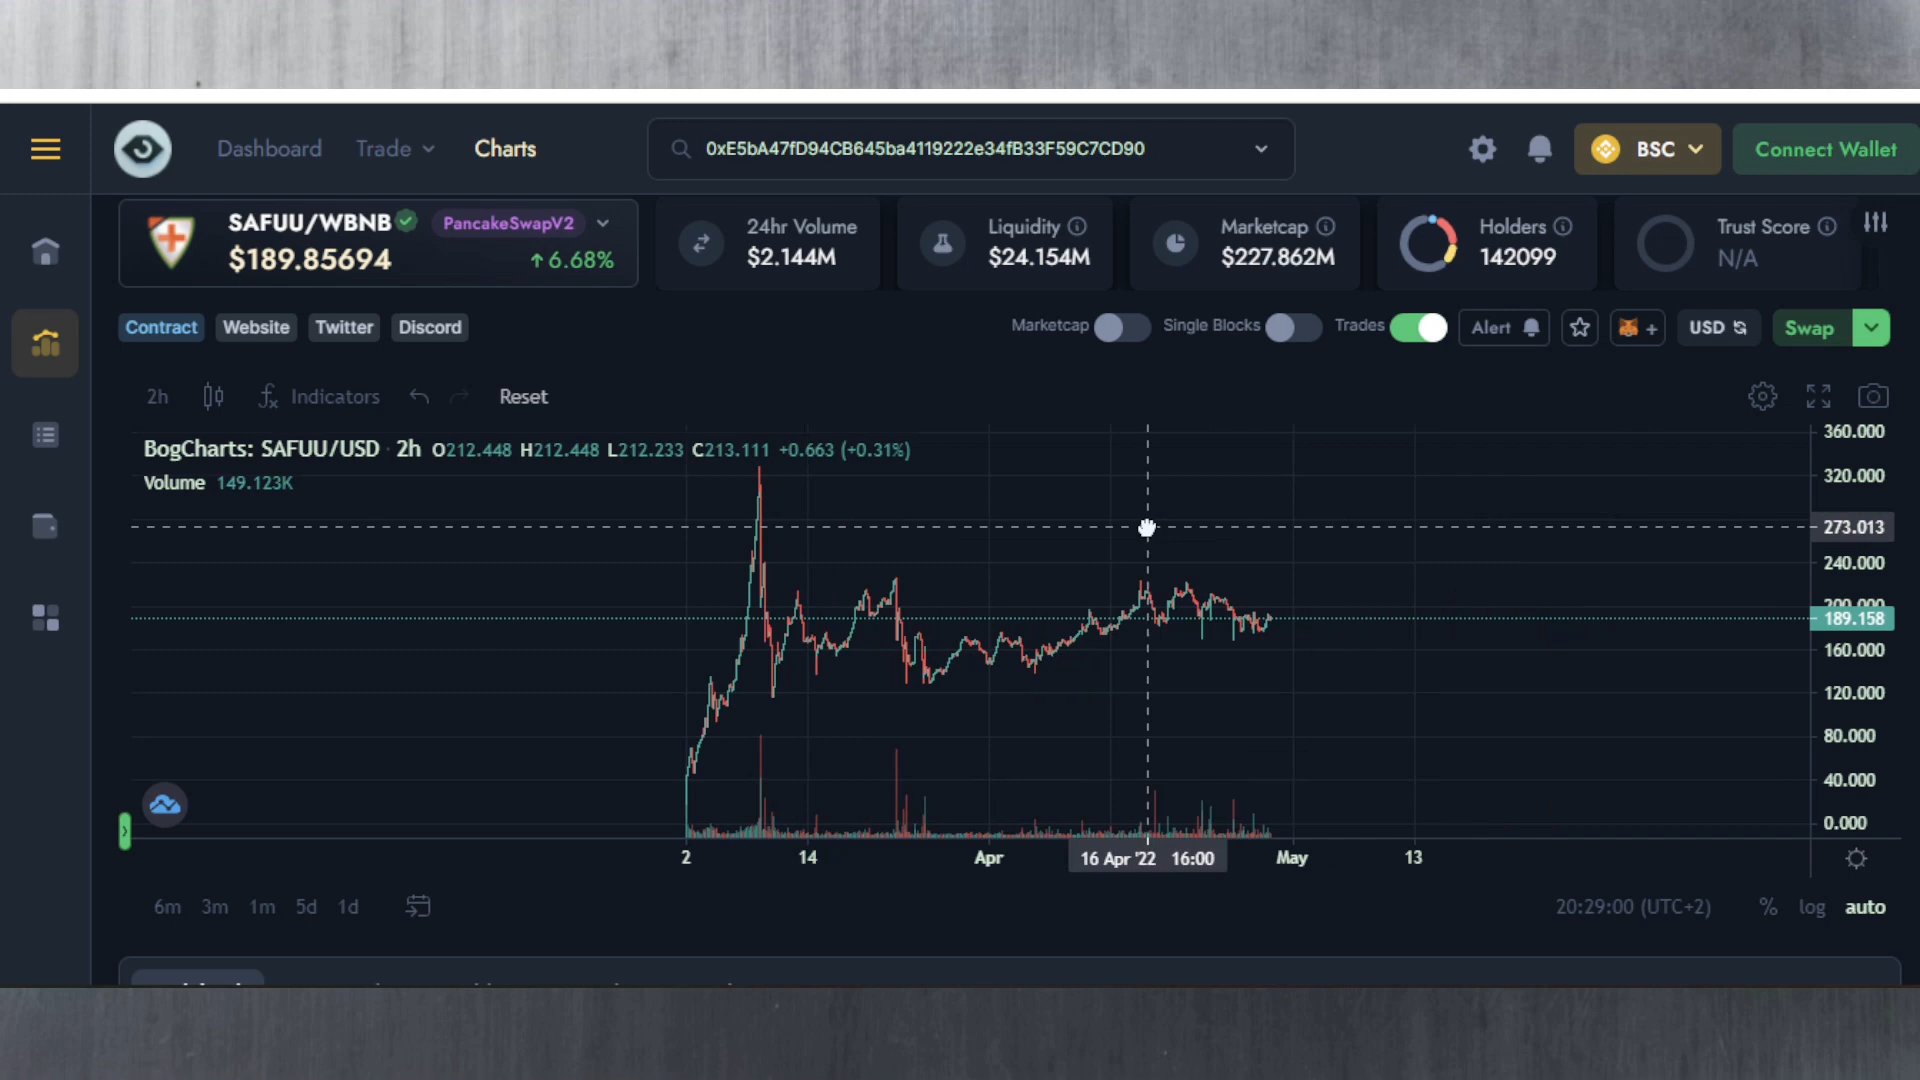 Dashboard Trade Charts 0xE5bA47fD94CB645ba4119222e34fB33F59C7CD90 BSC Connect Wallet
SAFUU/WBNB PancakeSwapV2
$189.85694 6.68%
24hr Volume
$2.144M
Liquidity
$24.154M
Marketcap
$227.862M
Holders
142099
Trust Score
N/A
Contract Website Twitter Discord Marketcap Single Blocks Trades Alert + USD Swap
2h Indicators Reset
BogCharts: SAFUU/USD · 2h O212.448 H212.448 L212.233 C213.111 +0.663 (+0.31%)
Volume 149.123K
360.000
320.000
273.013
240.000
200.000
189.158
160.000
120.000
80.000
40.000
0.000
2 14 Apr 16 Apr '22 16:00 May 13
6m 3m 1m 5d 1d 20:29:00 (UTC+2) % log auto